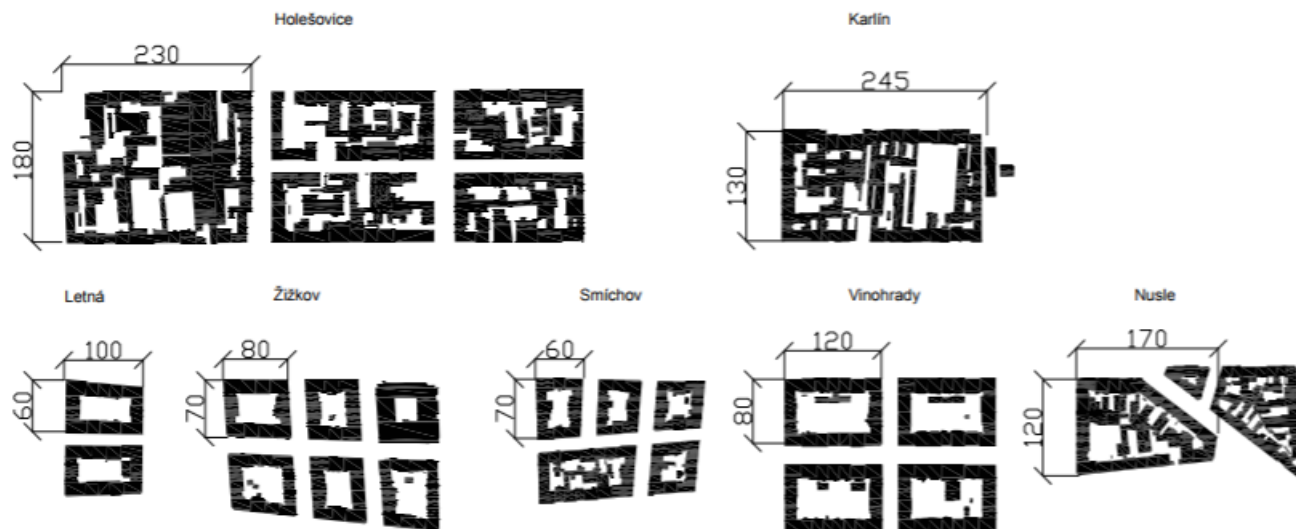 Holešovice
Karlín
230
180
245
130
Letná
Žižkov
Smíchov
Vinohrady
Nusle
100
60
80
70
60
70
120
80
170
120